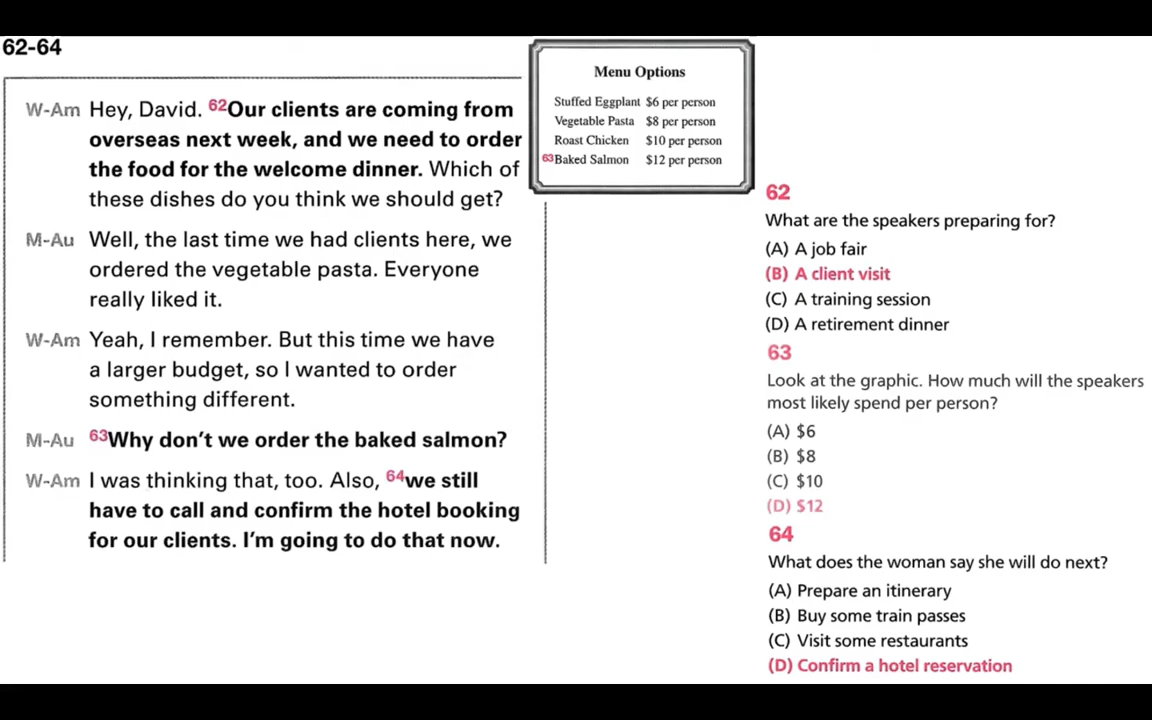 62-64
W-Am Hey, David. 62Our clients are coming from
overseas next week, and we need to order
the food for the welcome dinner. Which of
these dishes do you think we should get?
M-Au Well, the last time we had clients here, we
ordered the vegetable pasta. Everyone
really liked it.
W-Am Yeah, I remember. But this time we have
a larger budget, so I wanted to order
something different.
M-Au 63Why don't we order the baked salmon?
W-Am I was thinking that, too. Also, 64we still
have to call and confirm the hotel booking
for our clients. I'm going to do that now.
Menu Options
Stuffed Eggplant $6 per person
Vegetable Pasta $8 per person
Roast Chicken $10 per person
63Baked Salmon $12 per person
62
What are the speakers preparing for?
(A) A job fair
(B) A client visit
(C) A training session
(D) A retirement dinner
63
Look at the graphic. How much will the speakers
most likely spend per person?
(A) $6
(B) $8
(C) $10
(D) $12
64
What does the woman say she will do next?
(A) Prepare an itinerary
(B) Buy some train passes
(C) Visit some restaurants
(D) Confirm a hotel reservation